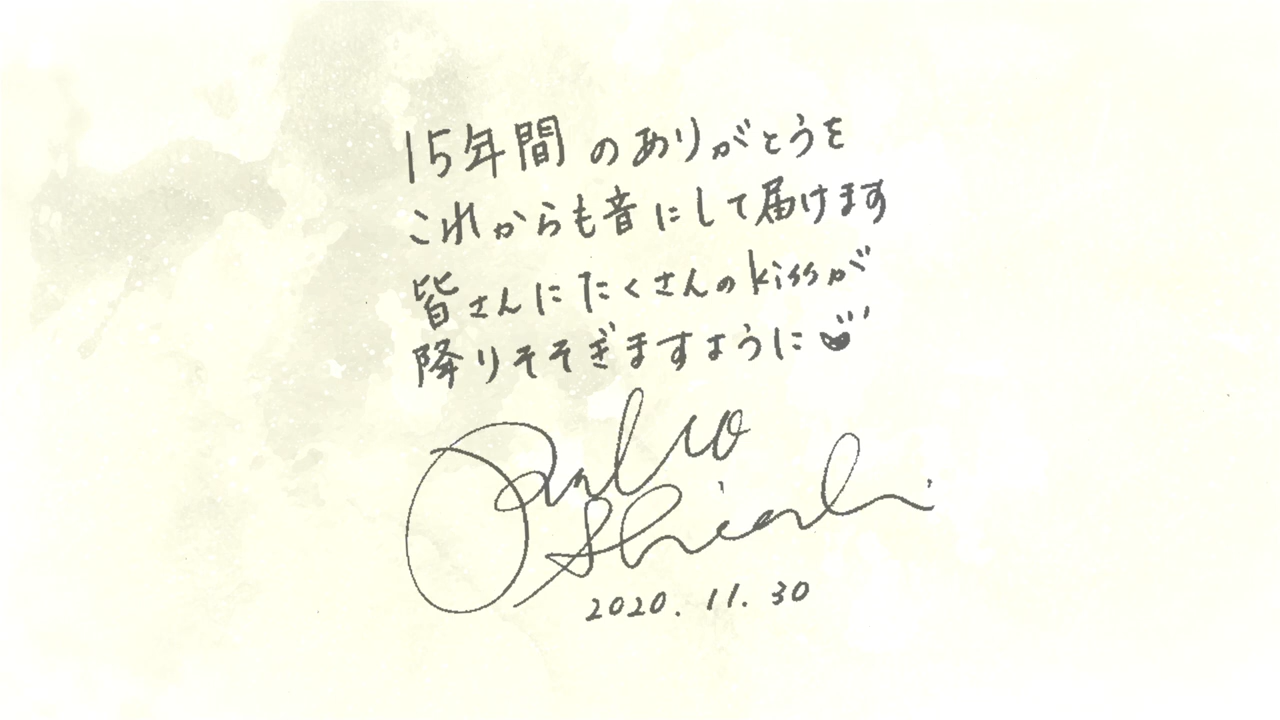 15年間のありがとうを
これからも音にして届けます
皆さんにたくさんのkissが
降りそそぎますように
2020.11.30